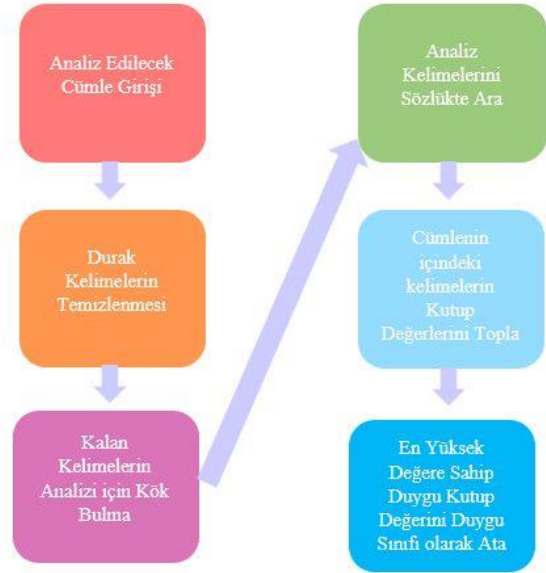 Analiz Edilecek
Cümle Girişi
Durak
Kelimelerin
Temizlenmesi
Kalan
Kelimelerin
Analizi için Kök
Bulma
Analiz
Kelimelerini
Sözlükte Ara
Cümlenin
içindeki
kelimelerin
Kutup
Değerlerini Topla
En Yüksek
Değere Sahip
Duygu Kutup
Değerini Duygu
Sınıfı olarak Ata